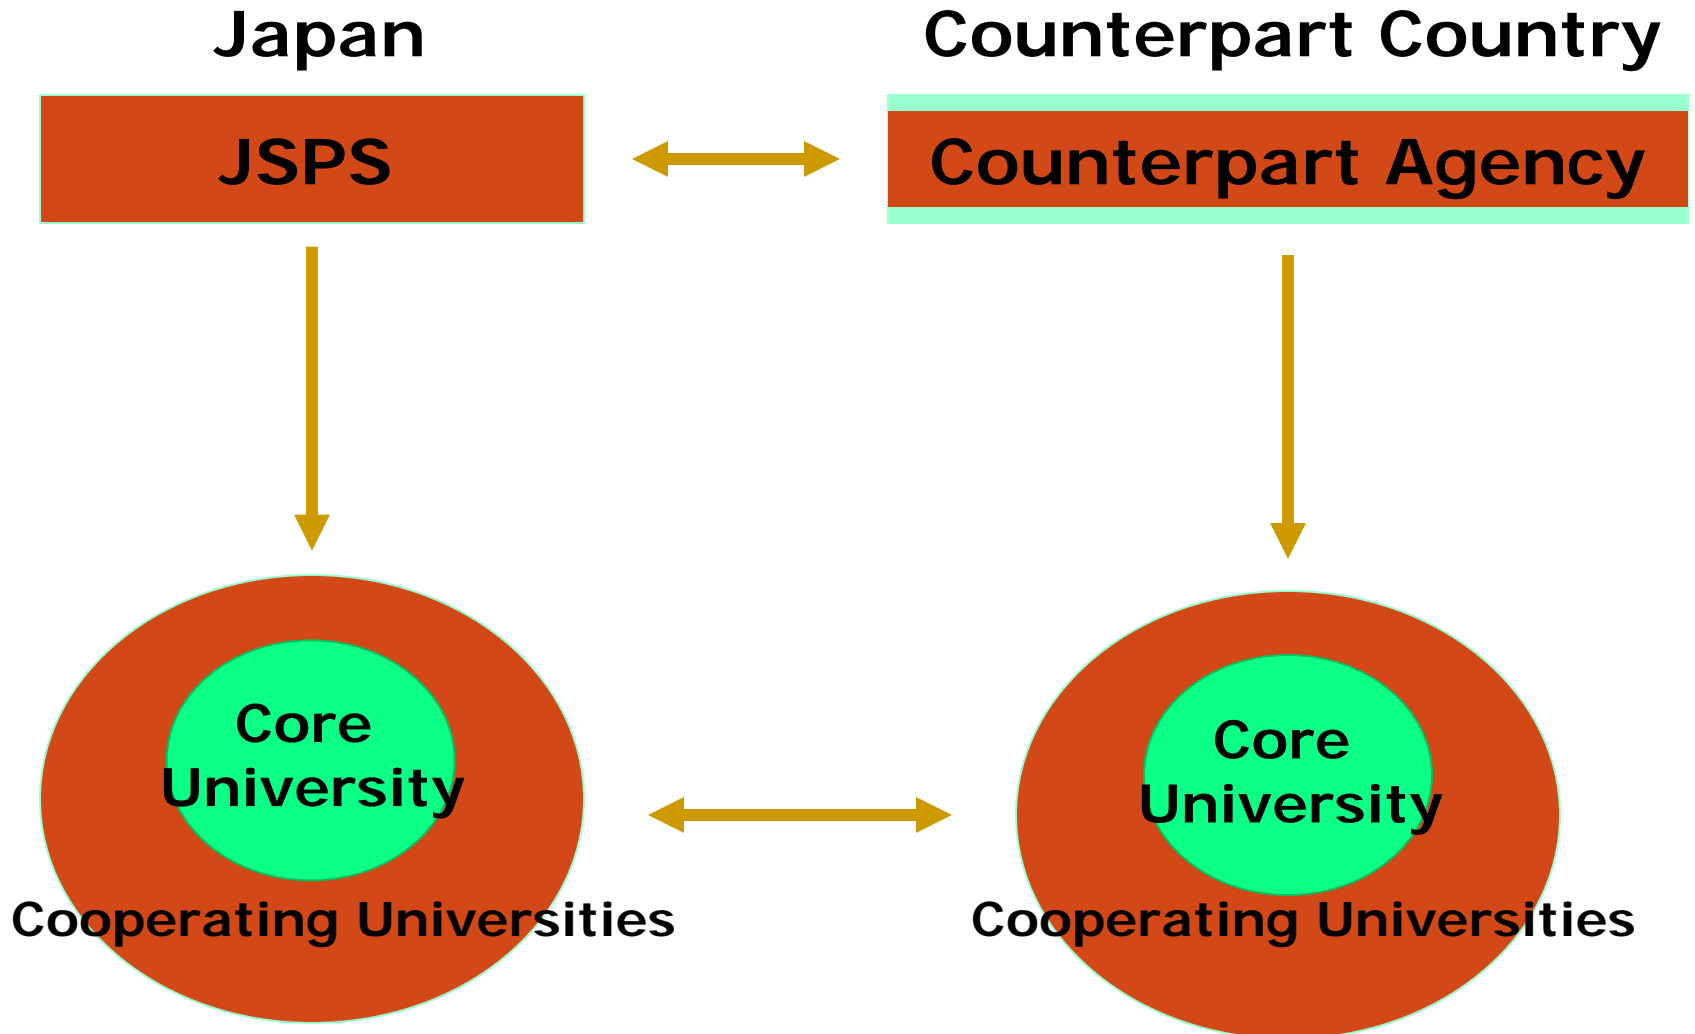 Japan
Counterpart Country
JSPS
Counterpart Agency
Core
University
Cooperating Universities
Core
University
Cooperating Universities